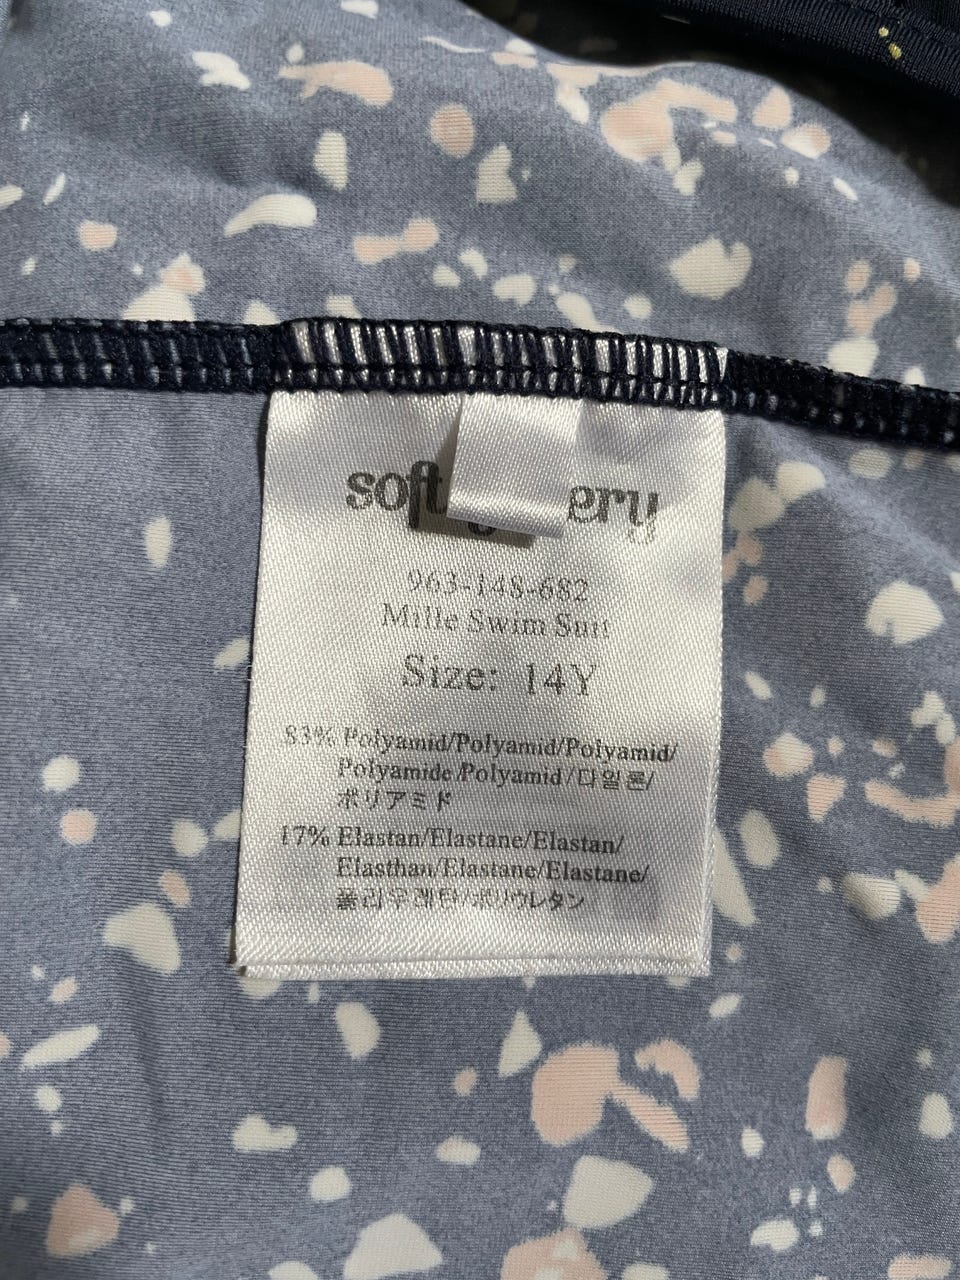 soft ery
963-148-682
Mille Swim Suit
Size: 14Y
83% Polyamid/Polyamid/Polyamid/
Polyamide/Polyamid/다일론/
ポリアミド
17% Elastan/Elastane/Elastan/
Elasthan/Elastane/Elastane/
폴리우레탄/ポリウレタン